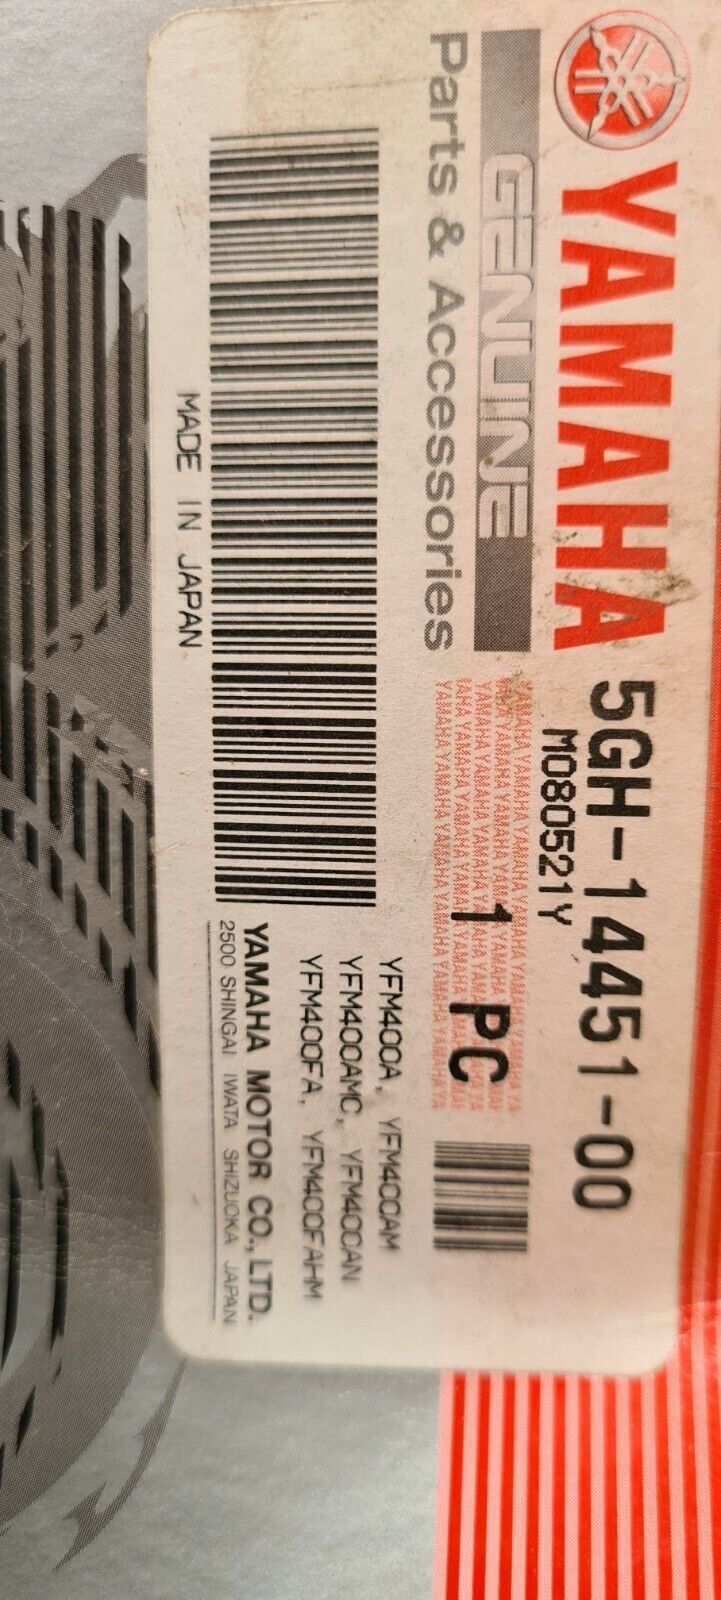 YAMAHA
GENUINE
Parts & Accessories
5GH-14451-00
M080521Y
1 PC
MADE IN JAPAN
YFM400A, YFM400AM
YFM400AMC, YFM400AN
YFM400FA, YFM400FAHM
YAMAHA MOTOR CO., LTD.
2500 SHINGAI IWATA SHIZUOKA JAPAN